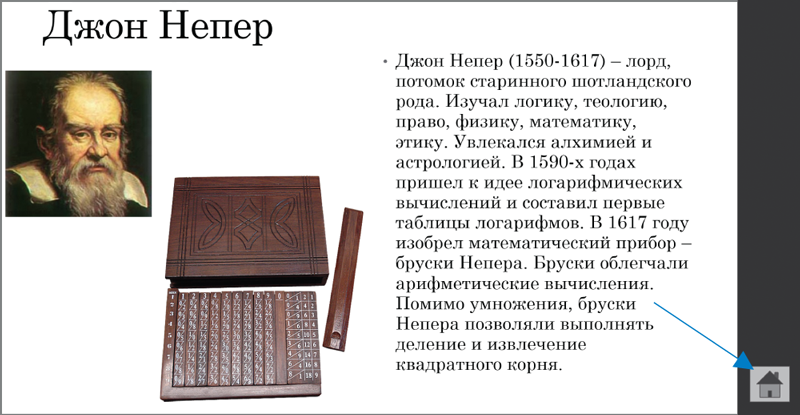 Джон Непер
Джон Непер (1550-1617) – лорд,
потомок старинного шотландского
рода. Изучал логику, теологию,
право, физику, математику,
этику. Увлекался алхимией и
астрологией. В 1590-х годах
пришел к идее логарифмических
вычислений и составил первые
таблицы логарифмов. В 1617 году
изобрел математический прибор –
бруски Непера. Бруски облегчали
арифметические вычисления.
Помимо умножения, бруски
Непера позволяли выполнять
деление и извлечение
квадратного корня.